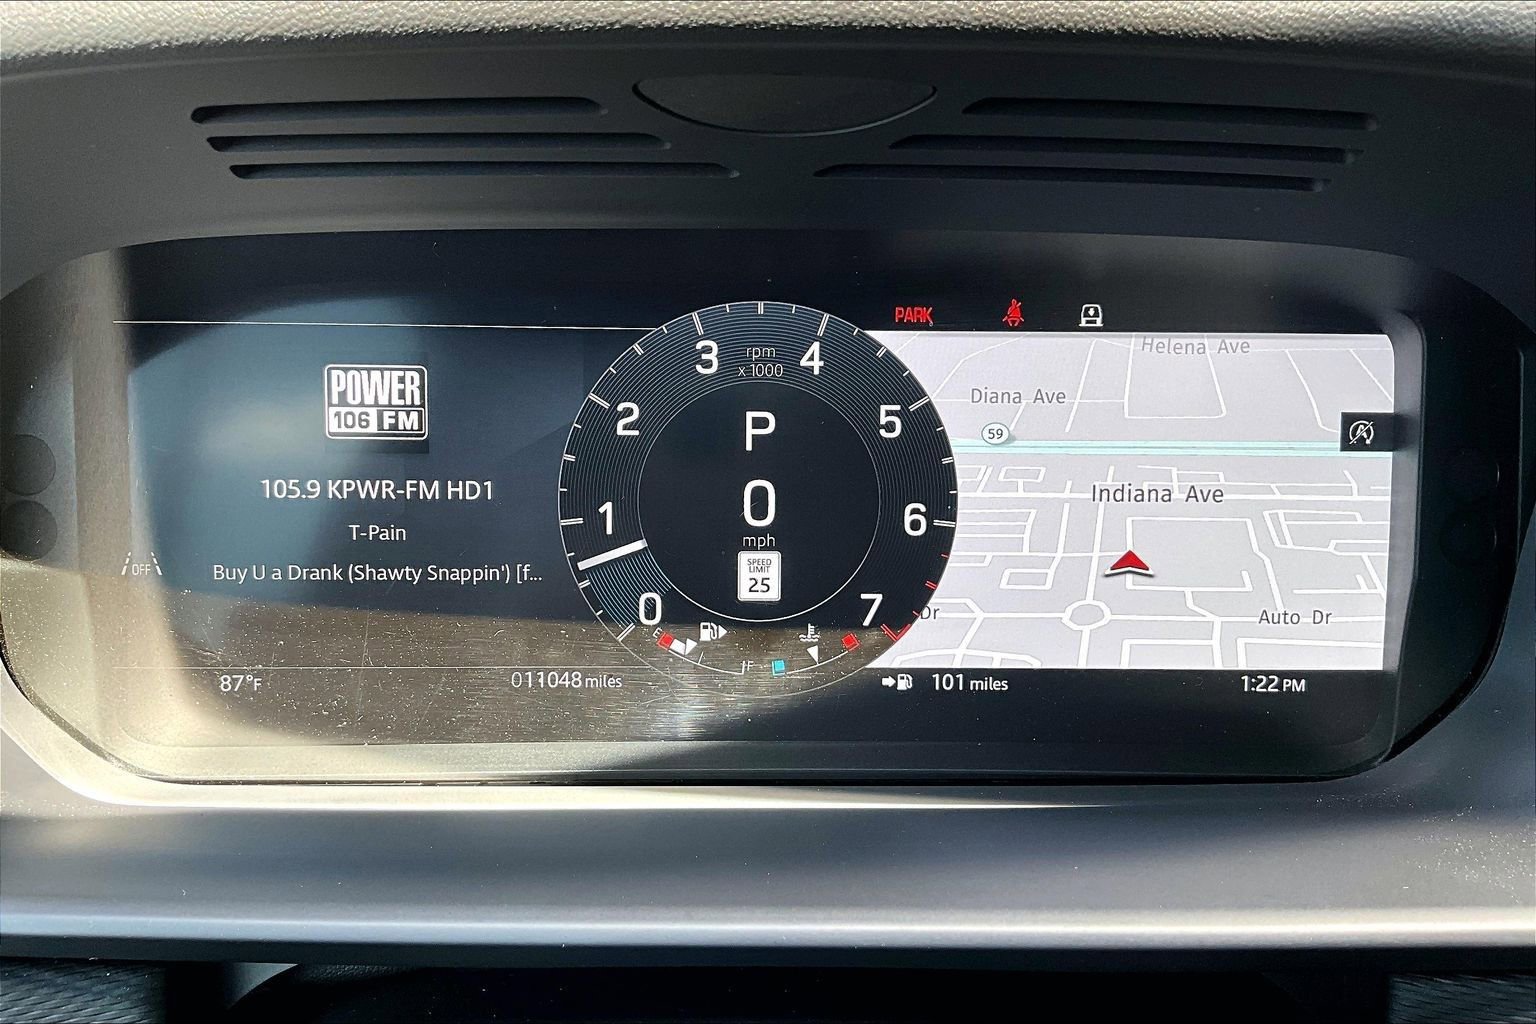 PARK
Helena Ave
Diana Ave
59
Indiana Ave
Dr
Auto Dr
POWER
106 FM
105.9 KPWR-FM HD1
T-Pain
Buy U a Drank (Shawty Snappin') [f...
OFF
rpm
x 1000
0
1
2
3
4
5
6
7
P
0
mph
SPEED
LIMIT
25
E
F
87°F
011048 miles
101 miles
1:22 PM